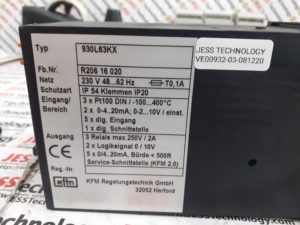 Typ 930L83KX
JESS TECHNOLOGY
VE00932-03-081220
Fb.Nr. R206 16 020
Netz 230 V 48...62 Hz T0,1A
Schutzart IP 54 Klemmen IP20
Eingang/ 3 x Pt100 DIN / -100...400°C
Bereich 2 x 0-4..20mA; 0-2...10V / einst.
5 x dig. Eingang
1 x dig. Schnittstelle
Ausgang 3 Relais max.250V / 2A
2 x Logiksignal 0 / 10V
5 x 0/4..20mA, Bürde < 500R
Service-Schnittstelle (KFM 2.0)
Reg.-Nr.
kfm KFM Regelungstechnik GmbH
32052 Herford